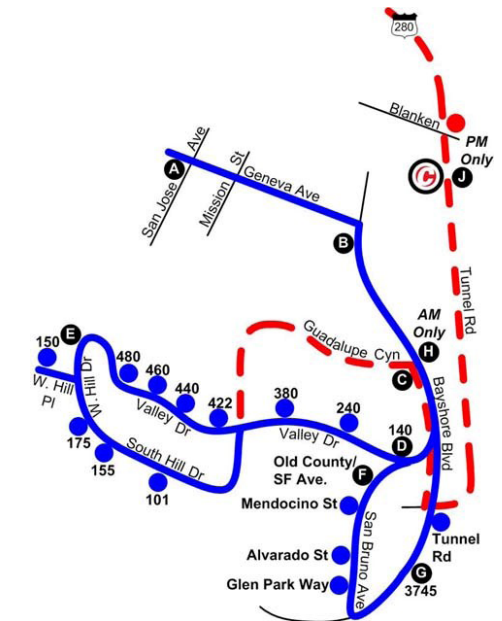 280
Blanken
PM
Only
J
A
San Jose Ave
Mission St
Geneva Ave
B
Tunnel Rd
Guadalupe Cyn
AM
Only
H
C
Bayshore Blvd
150
E
W. Hill
Pl
W. Hill Dr
480
460
440
422
380
240
140
D
Valley Dr
Valley Dr
175
155
South Hill Dr
101
Old County/
SF Ave.
F
Mendocino St
San Bruno Ave
Alvarado St
Glen Park Way
Tunnel
Rd
G
3745